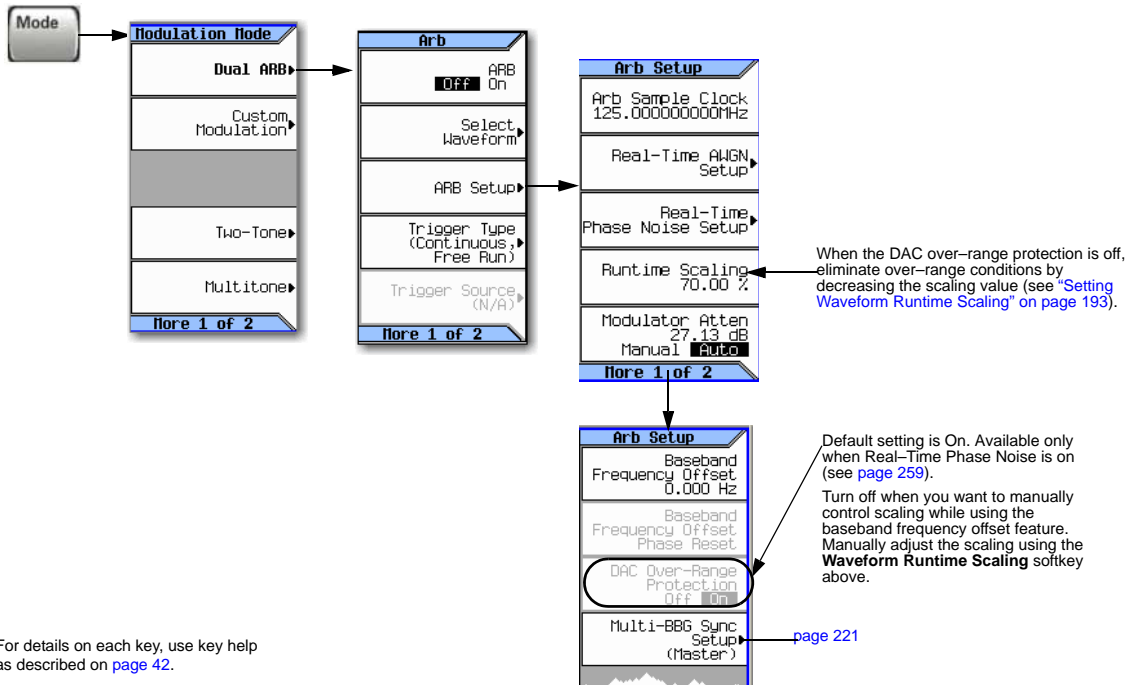 Mode
Modulation Mode
Dual ARB
Custom
Modulation
Two-Tone
Multitone
More 1 of 2
Arb
ARB
Off On
Select
Waveform
ARB Setup
Trigger Type
(Continuous,
Free Run)
Trigger Source
(N/A)
More 1 of 2
Arb Setup
Arb Sample Clock
125.000000000MHz
Real-Time AWGN
Setup
Real-Time
Phase Noise Setup
Runtime Scaling
70.00 %
Modulator Atten
27.13 dB
Manual Auto
More 1 of 2
When the DAC over–range protection is off,
eliminate over–range conditions by
decreasing the scaling value (see “Setting
Waveform Runtime Scaling” on page 193).
Arb Setup
Baseband
Frequency Offset
0.000 Hz
Baseband
Frequency Offset
Phase Reset
DAC Over-Range
Protection
Off On
Multi-BBG Sync
Setup
(Master)
Default setting is On. Available only
when Real–Time Phase Noise is on
(see page 259).
Turn off when you want to manually
control scaling while using the
baseband frequency offset feature.
Manually adjust the scaling using the
Waveform Runtime Scaling softkey
above.
page 221
For details on each key, use key help
as described on page 42.